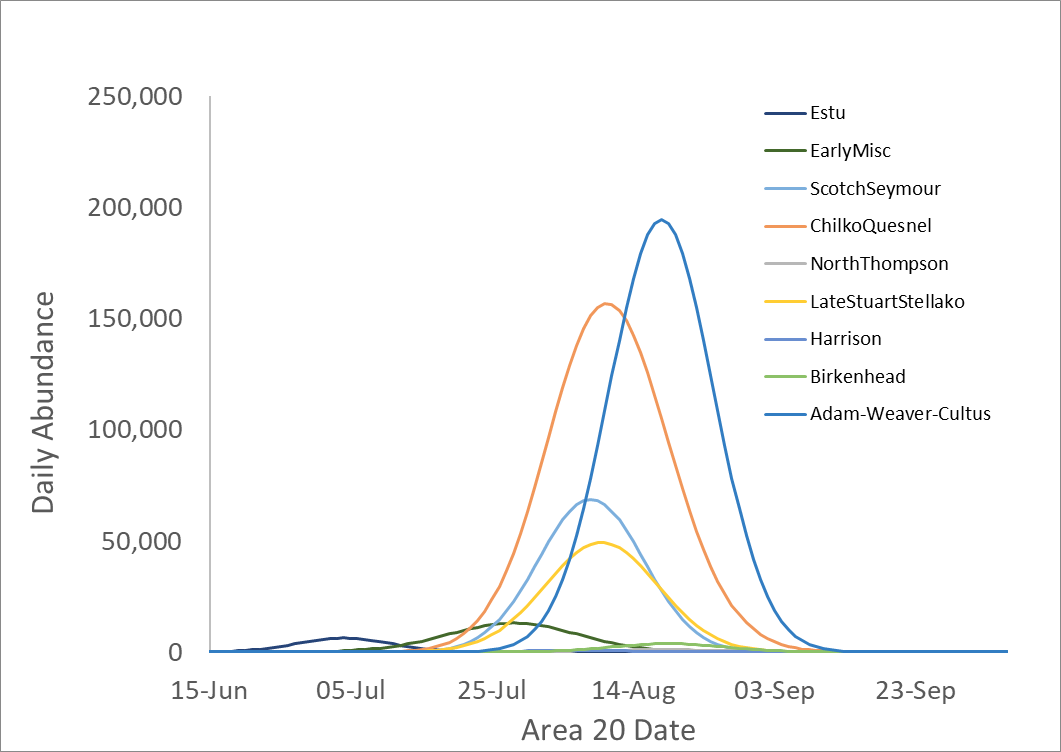 250,000
200,000
150,000
100,000
50,000
0
Daily Abundance
15-Jun 05-Jul 25-Jul 14-Aug 03-Sep 23-Sep
Area 20 Date
Estu
EarlyMisc
ScotchSeymour
ChilkoQuesnel
NorthThompson
LateStuartStellako
Harrison
Birkenhead
Adam-Weaver-Cultus